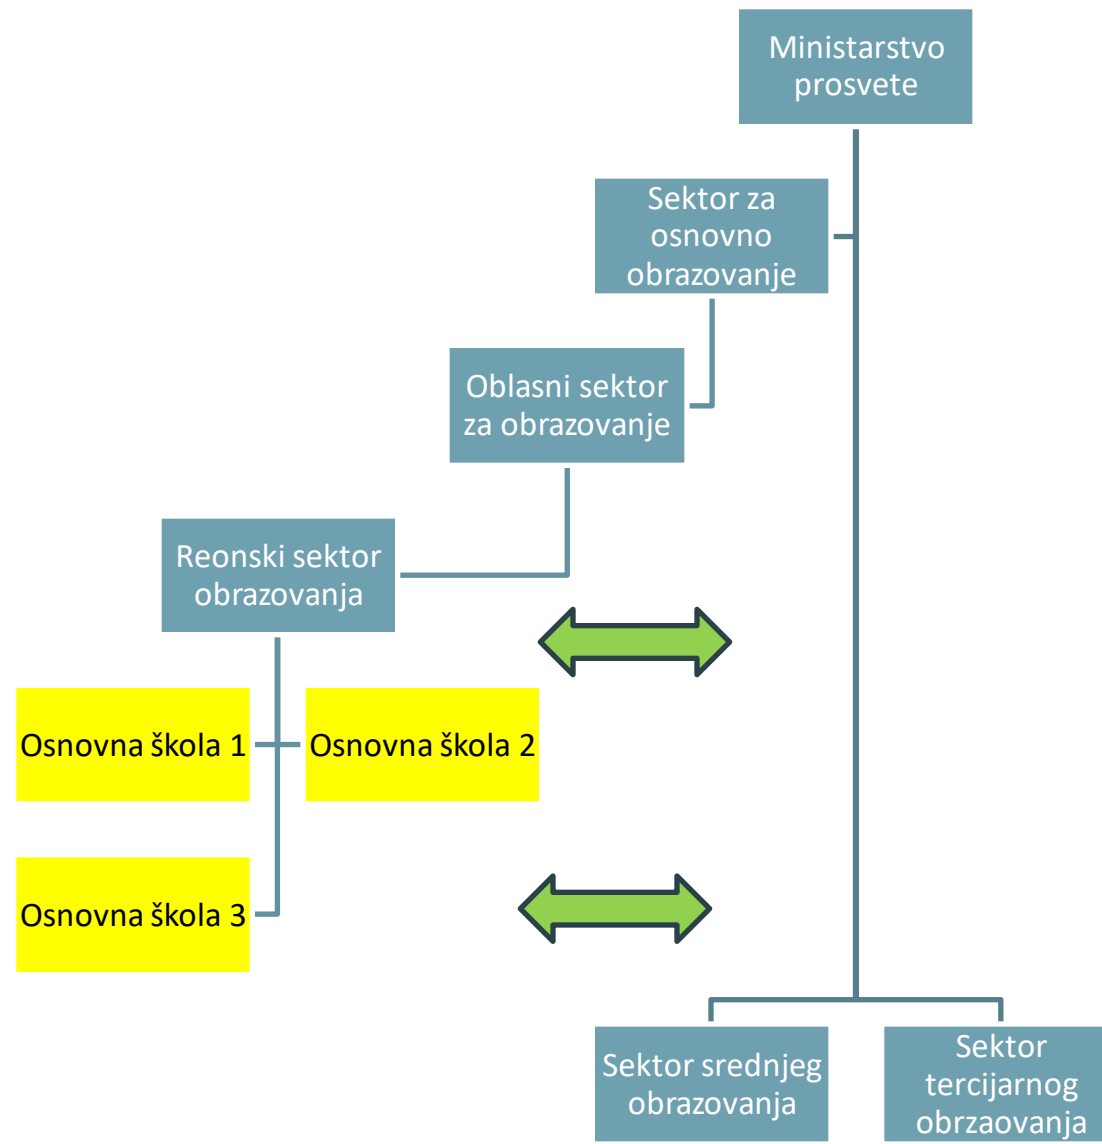 Ministarstvo
prosvete
Sektor za
osnovno
obrazovanje
Oblasni sektor
za obrazovanje
Reonski sektor
obrazovanja
Osnovna škola 1
Osnovna škola 2
Osnovna škola 3
Sektor srednjeg
obrazovanja
Sektor
tercijarnog
obrzaovanja